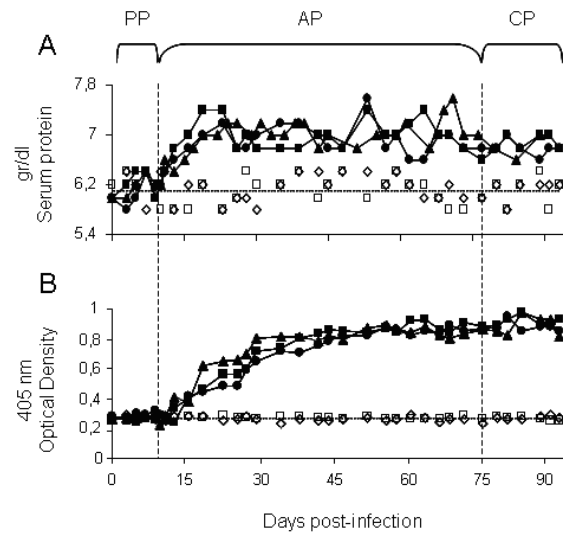 PP AP CP
A
7,8
7
6,2
5,4
gr/dl
Serum protein
B
1
0,8
0,6
0,4
0,2
0
405 nm
Optical Density
0 15 30 45 60 75 90
Days post-infection